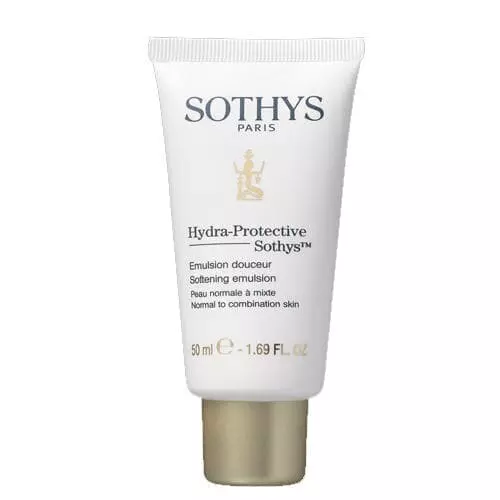 SOTHYS
PARIS
Hydra-Protective
Sothys™
Emulsion douceur
Softening emulsion
Peau normale à mixte
Normal to combination skin
50 ml ℮ - 1.69 FL. OZ